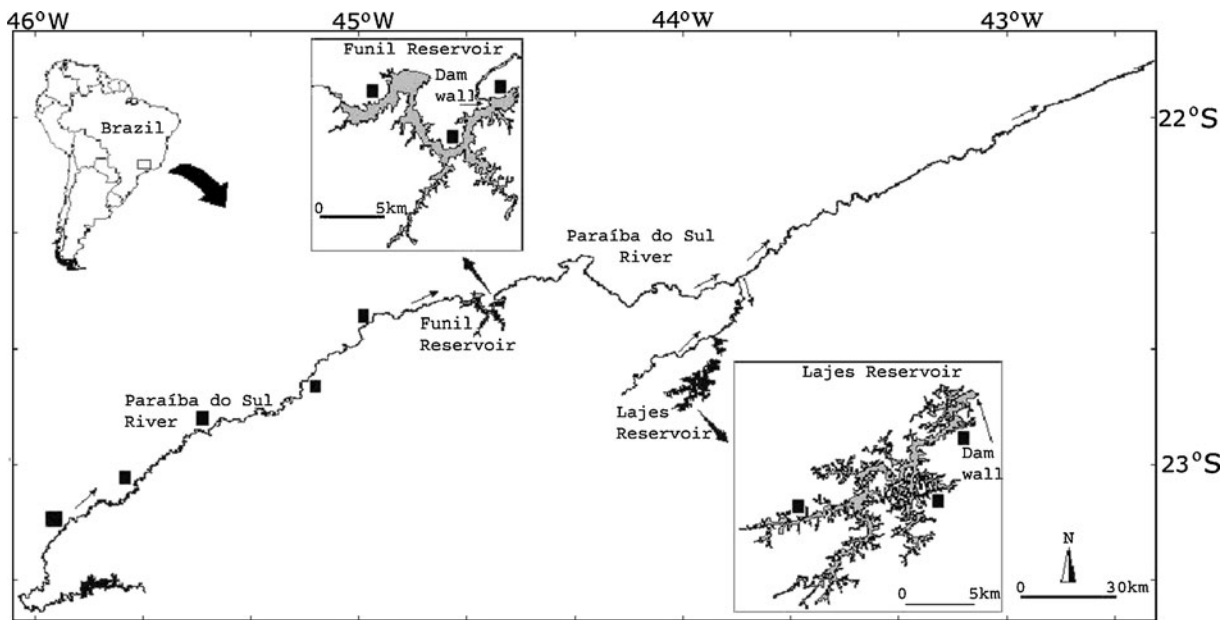 46°W
45°W
44°W
43°W
Funil Reservoir
Dam
wall
0
5km
Brazil
22°S
Paraíba do Sul
River
Funil
Reservoir
Paraíba do Sul
River
Lajes
Reservoir
Lajes Reservoir
Dam
wall
0
5km
23°S
N
0
30km